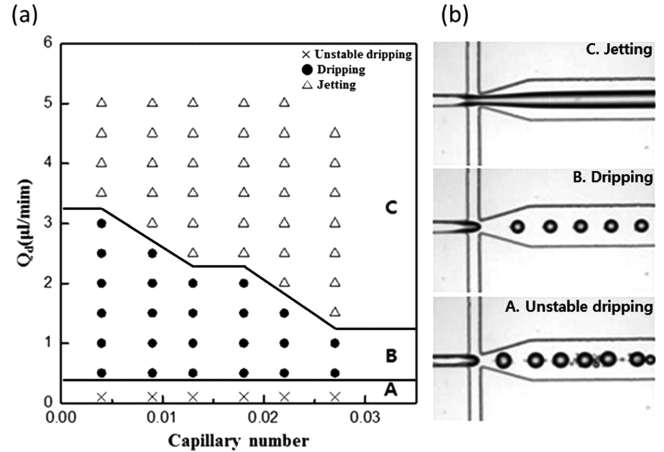 (a)
6
5
4
3
2
1
0
Q_d(µl/mim)
× Unstable dripping
● Dripping
△ Jetting
C
B
A
0.00 0.01 0.02 0.03
Capillary number
(b)
C. Jetting
B. Dripping
A. Unstable dripping